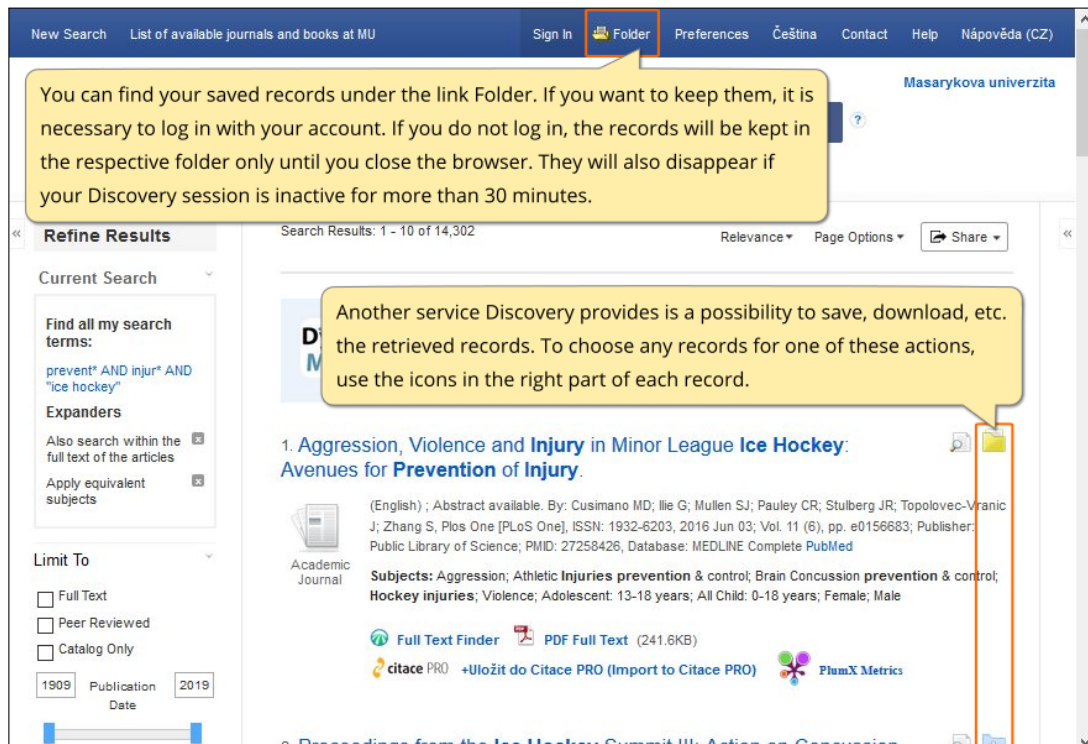 New Search List of available journals and books at MU Sign In Folder Preferences Čeština Contact Help Nápověda (CZ)
Masarykova univerzita
You can find your saved records under the link Folder. If you want to keep them, it is
necessary to log in with your account. If you do not log in, the records will be kept in
the respective folder only until you close the browser. They will also disappear if
your Discovery session is inactive for more than 30 minutes.
?
« Refine Results
Search Results: 1 - 10 of 14,302
Relevance Page Options Share «
Current Search
Find all my search
terms:
prevent* AND injur* AND
"ice hockey"
Expanders
Also search within the
full text of the articles
Apply equivalent
subjects
Limit To
Full Text
Peer Reviewed
Catalog Only
1909 Publication 2019
Date
Another service Discovery provides is a possibility to save, download, etc.
the retrieved records. To choose any records for one of these actions,
use the icons in the right part of each record.
1. Aggression, Violence and Injury in Minor League Ice Hockey:
Avenues for Prevention of Injury.
Academic
Journal
(English) ; Abstract available. By: Cusimano MD; Ilie G; Mullen SJ; Pauley CR; Stulberg JR; Topolovec-Vranic
J; Zhang S, Plos One [PLoS One], ISSN: 1932-6203, 2016 Jun 03; Vol. 11 (6), pp. e0156683; Publisher:
Public Library of Science; PMID: 27258426, Database: MEDLINE Complete PubMed
Subjects: Aggression; Athletic Injuries prevention & control; Brain Concussion prevention & control;
Hockey injuries; Violence; Adolescent: 13-18 years; All Child: 0-18 years; Female; Male
Full Text Finder PDF Full Text (241.6KB)
citace PRO +Uložit do Citace PRO (Import to Citace PRO) PlumX Metrics
Proceedings from the Ice Hockey Summit III: Action on Concussion